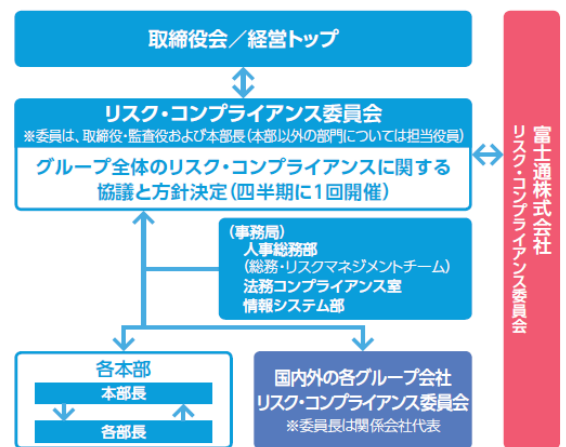 取締役会／経営トップ
リスク・コンプライアンス委員会
※委員は、取締役・監査役および本部長（本部以外の部門については担当役員）
グループ全体のリスク・コンプライアンスに関する
協議と方針決定（四半期に1回開催）
（事務局）
人事総務部
（総務・リスクマネジメントチーム）
法務コンプライアンス室
情報システム部
各本部
本部長
各部長
国内外の各グループ会社
リスク・コンプライアンス委員会
※委員長は関係会社代表
富士通株式会社
リスク・コンプライアンス委員会